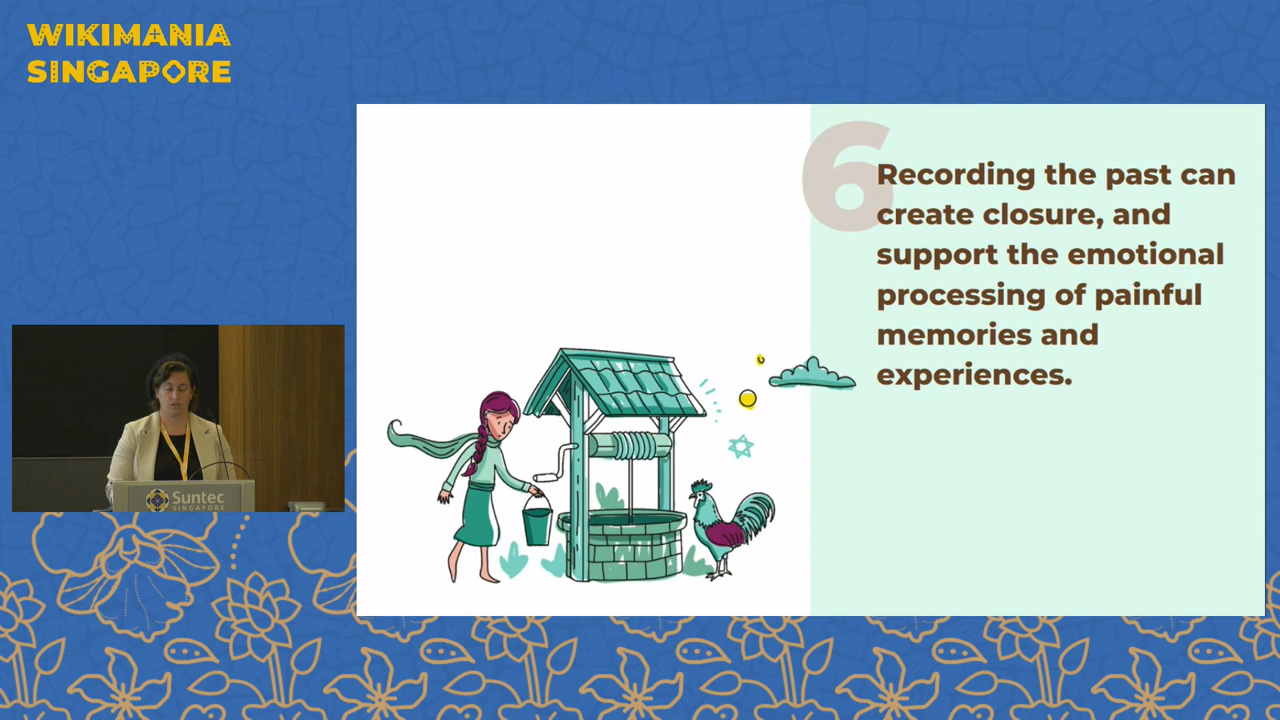 WIKIMANIA
SINGAPORE
6
Recording the past can
create closure, and
support the emotional
processing of painful
memories and
experiences.
Suntec
SINGAPORE